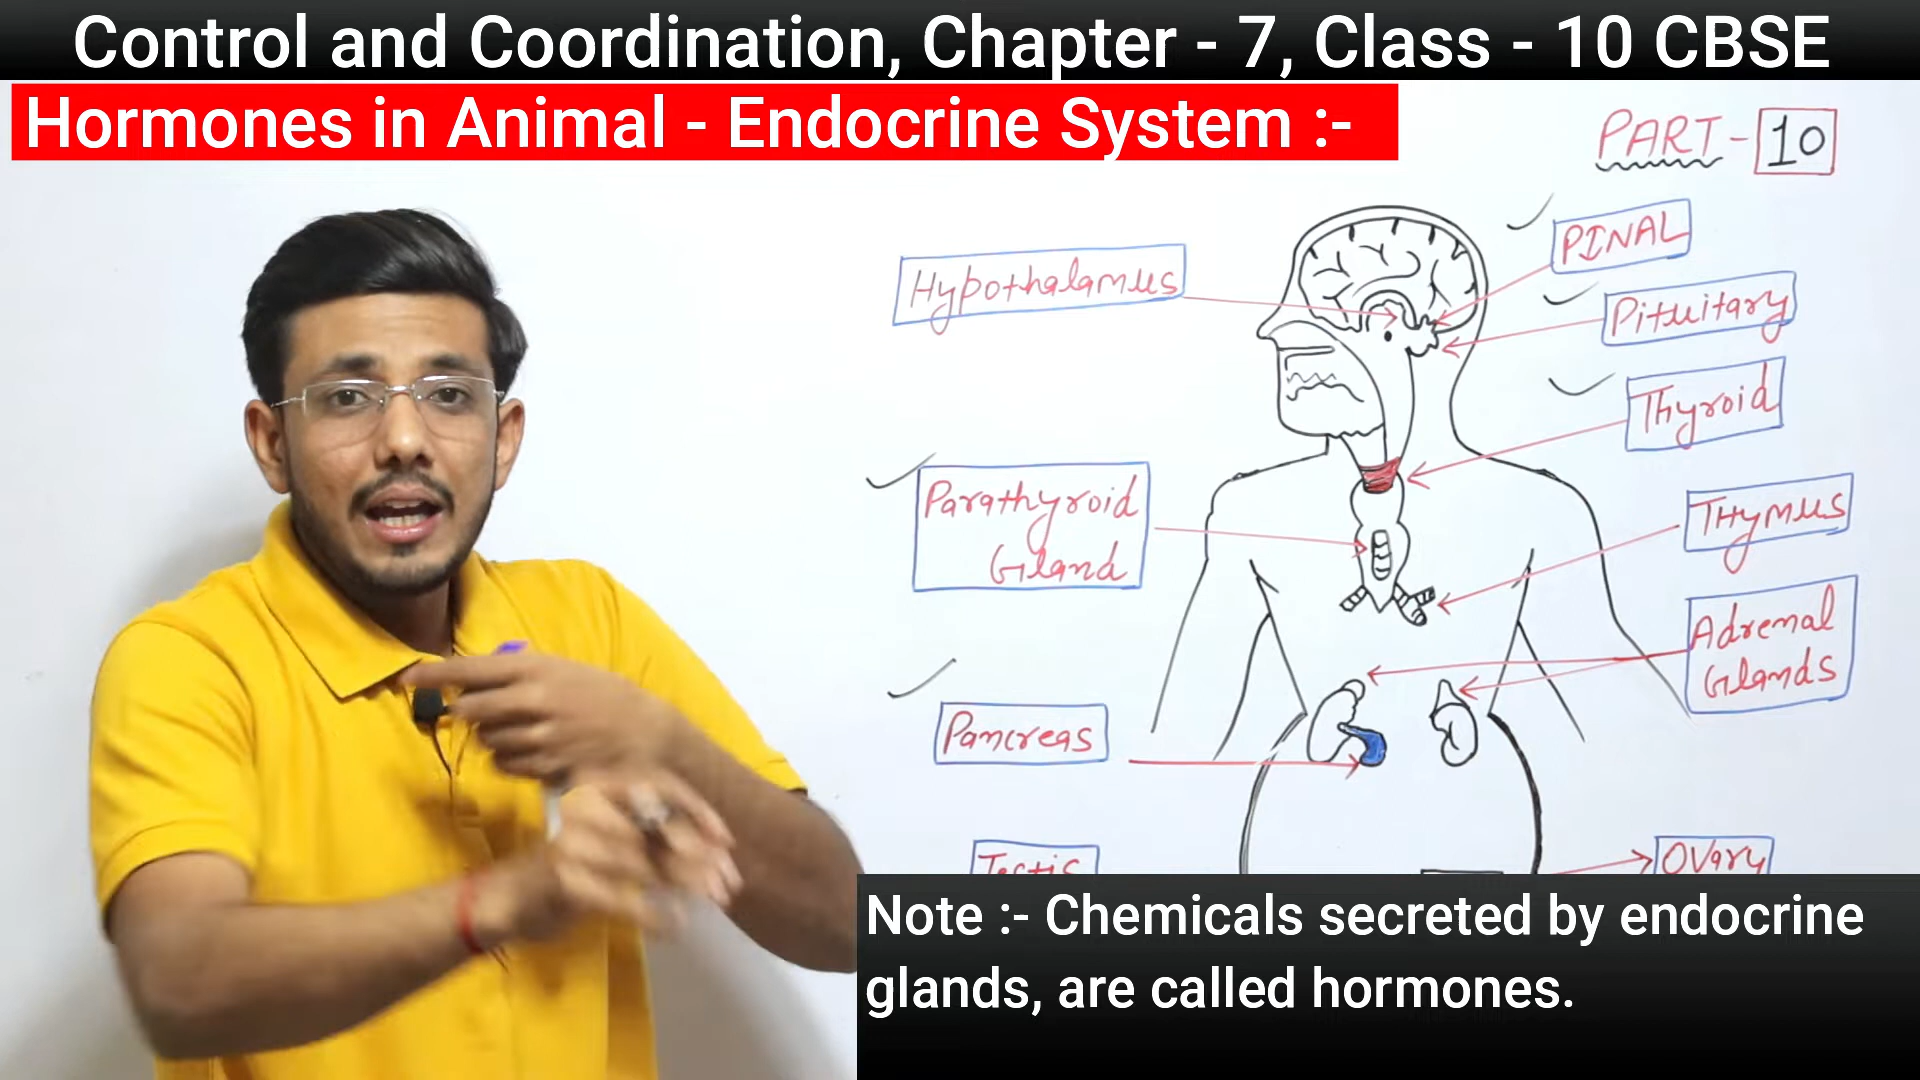 Control and Coordination, Chapter - 7, Class - 10 CBSE
Hormones in Animal - Endocrine System :-
PART - 10
PINAL
Hypothalamus
Pituitary
Thyroid
Parathyroid
Gland
THymus
Adrenal
Glands
Pancreas
Testis
Ovary
Note :- Chemicals secreted by endocrine
glands, are called hormones.